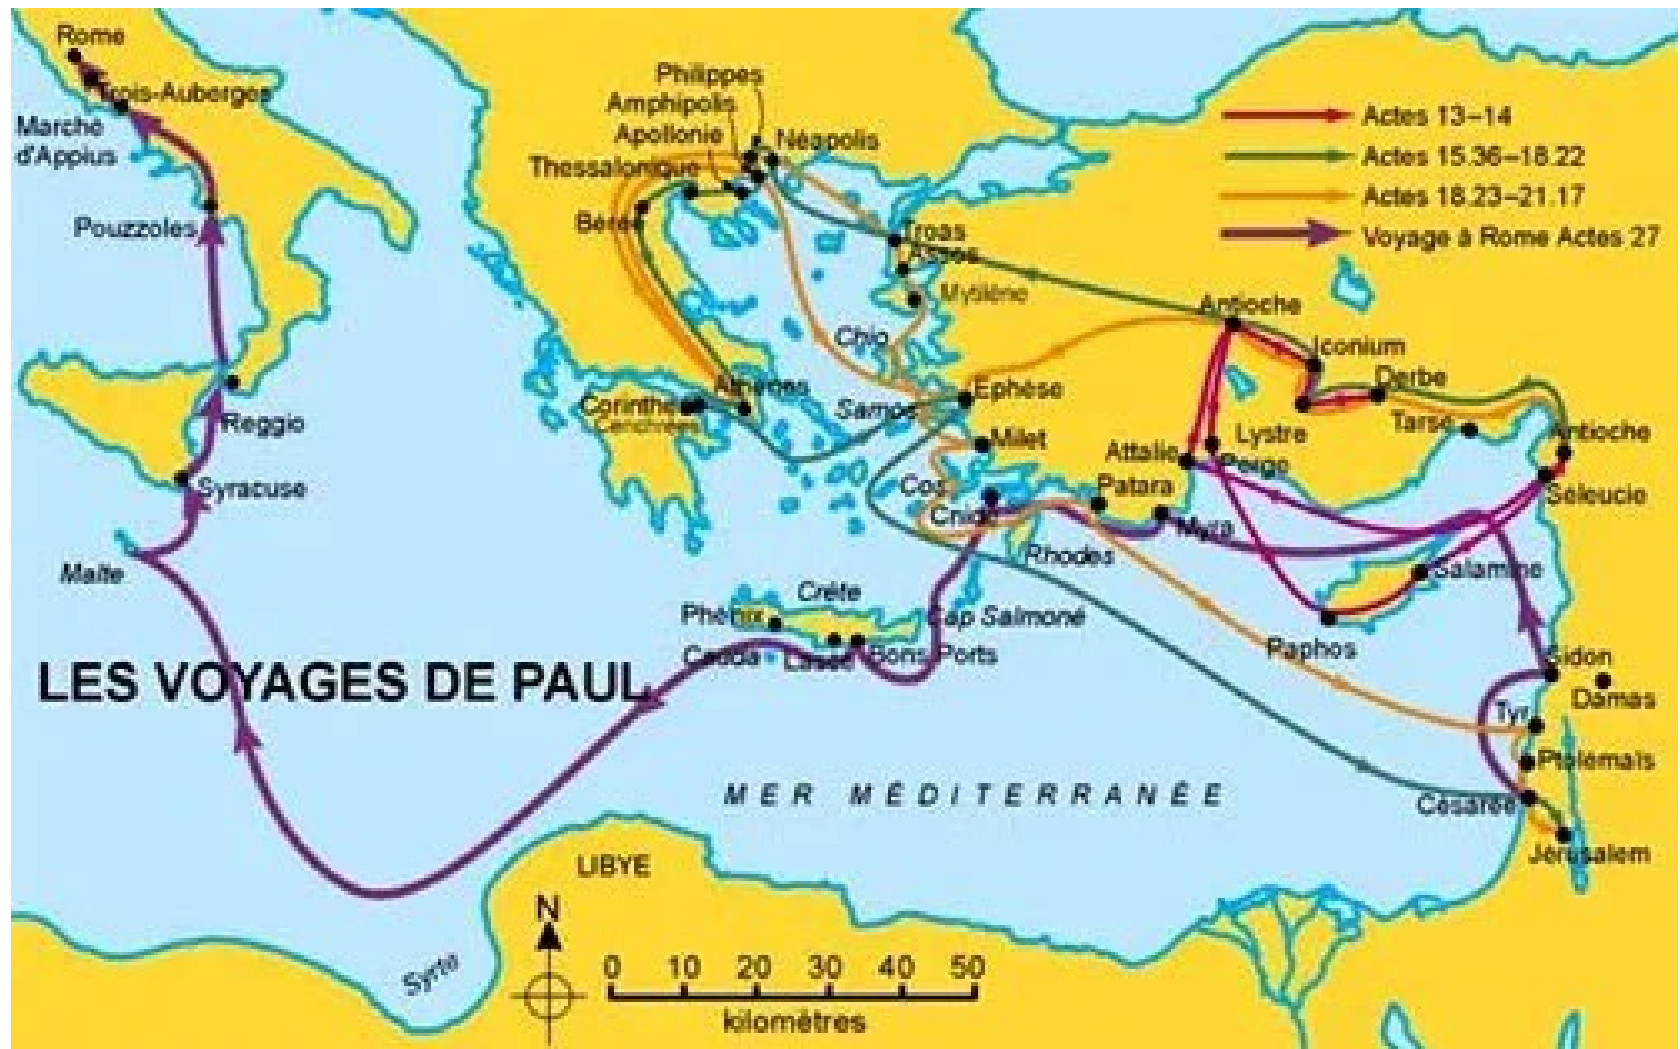 Rome
Trois-Auberges
Marché
d'Appius
Pouzzoles
Reggio
Syracuse
Malte
Philippes
Amphipolis
Apollonie
Néapolis
Thessalonique
Bérée
Troas
Assos
Mytilène
Chio
Athènes
Corinthe
Cenchrées
Samos
Ephèse
Milet
Cos
Cnide
Rhodes
Patara
Myra
Attalie
Perge
Antioche
Iconium
Derbe
Lystre
Tarse
Antioche
Séleucie
Salamine
Paphos
Sidon
Damas
Tyr
Ptolémaïs
Césarée
Jérusalem
Crète
Phénix
Cauda
Lasée
Bons Ports
Cap Salmoné
Actes 13–14
Actes 15.36–18.22
Actes 18.23–21.17
Voyage à Rome Actes 27
LES VOYAGES DE PAUL
MER MÉDITERRANÉE
LIBYE
Syrte
N
0 10 20 30 40 50
kilomètres